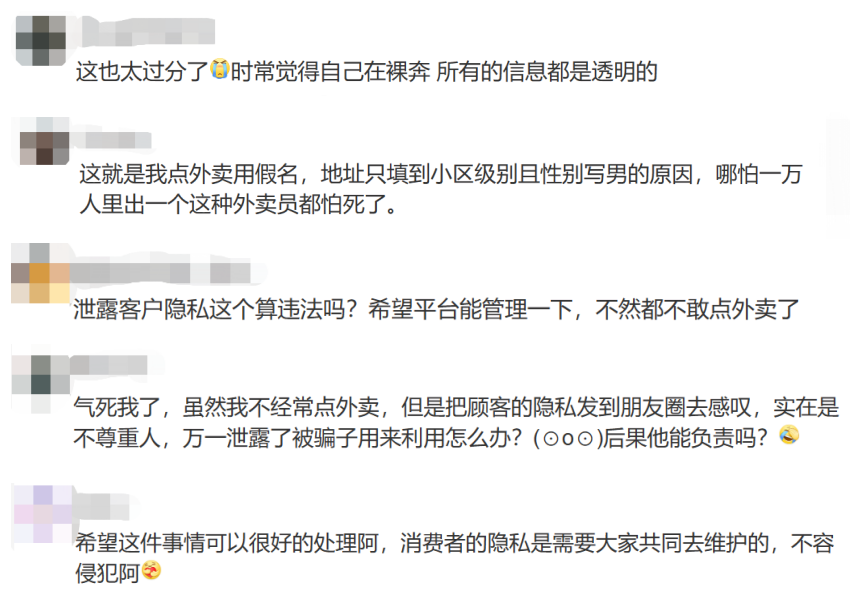 这也太过分了😭时常觉得自己在裸奔 所有的信息都是透明的
这就是我点外卖用假名，地址只填到小区级别且性别写男的原因，哪怕一万
人里出一个这种外卖员都怕死了。
泄露客户隐私这个算违法吗？希望平台能管理一下，不然都不敢点外卖了
气死我了，虽然我不经常点外卖，但是把顾客的隐私发到朋友圈去感叹，实在是
不尊重人，万一泄露了被骗子用来利用怎么办？(⊙o⊙)后果他能负责吗？🤣
希望这件事情可以很好的处理阿，消费者的隐私是需要大家共同去维护的，不容
侵犯阿🥰